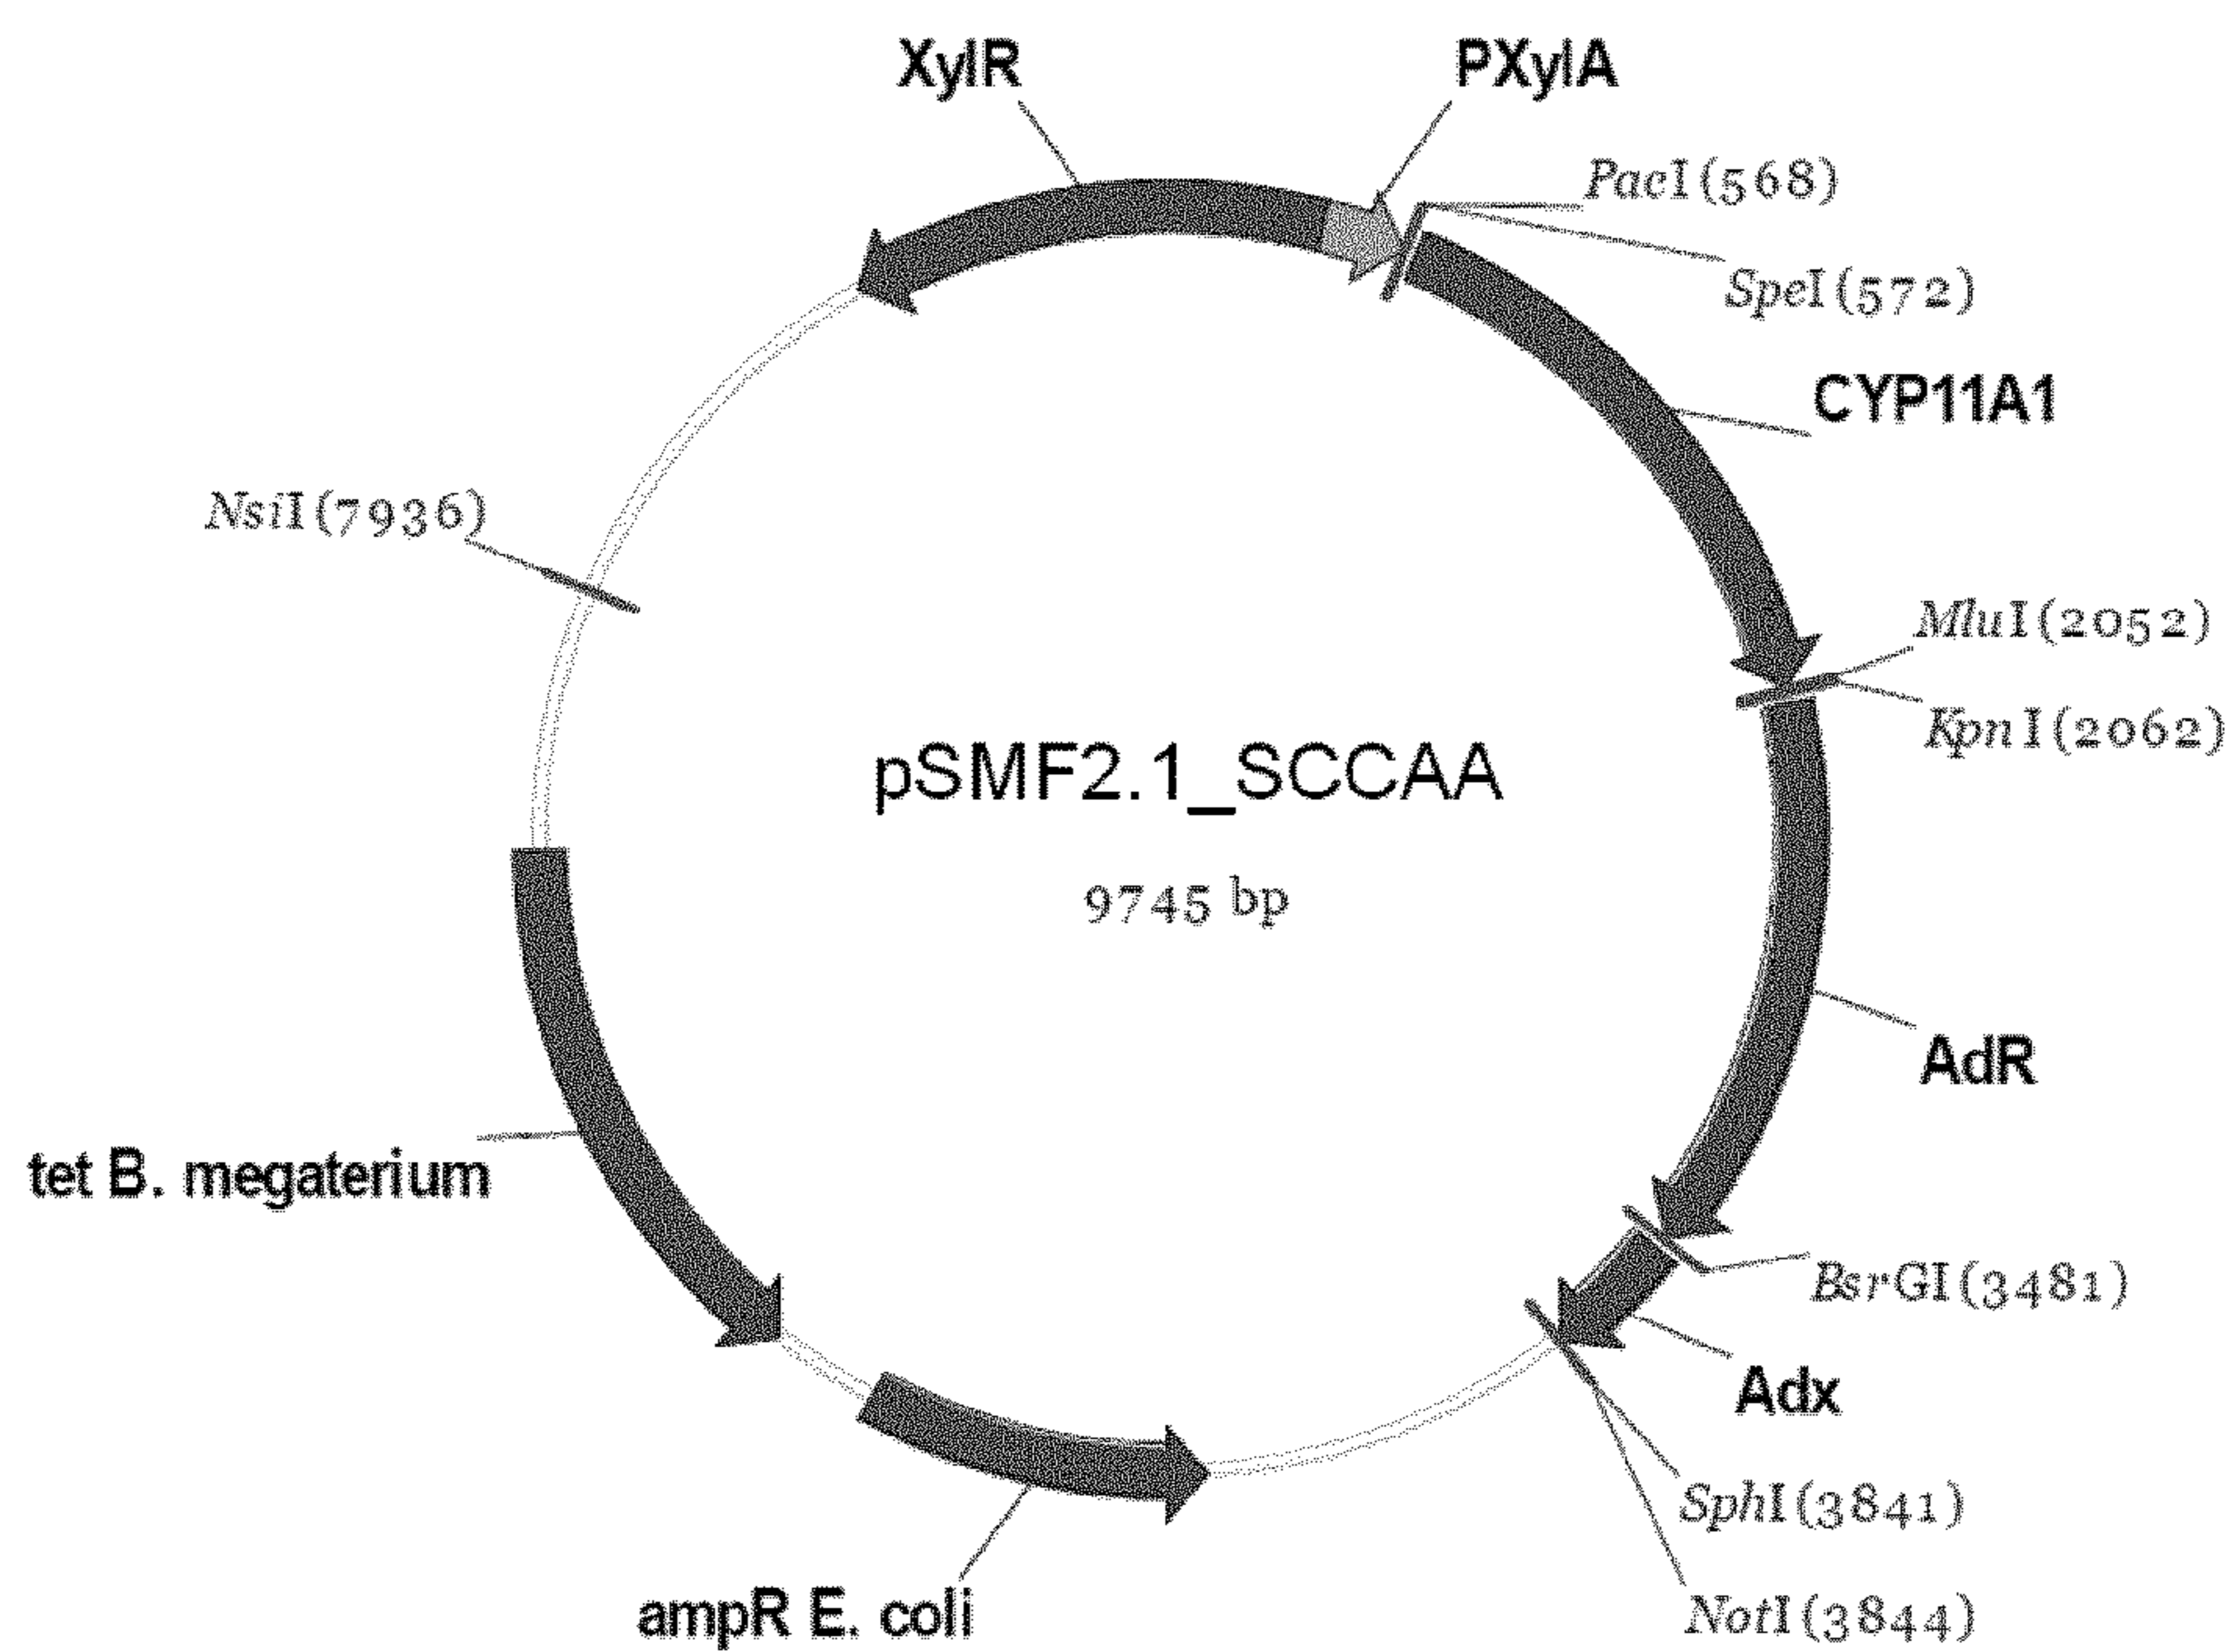 XylR
PXylA
PacI(568)
SpeI(572)
CYP11A1
NsiI(7936)
MluI(2052)
KpnI(2062)
pSMF2.1_SCCAA
9745 bp
AdR
tet B. megaterium
BsrGI(3481)
Adx
SphI(3841)
ampR E. coli
NotI(3844)